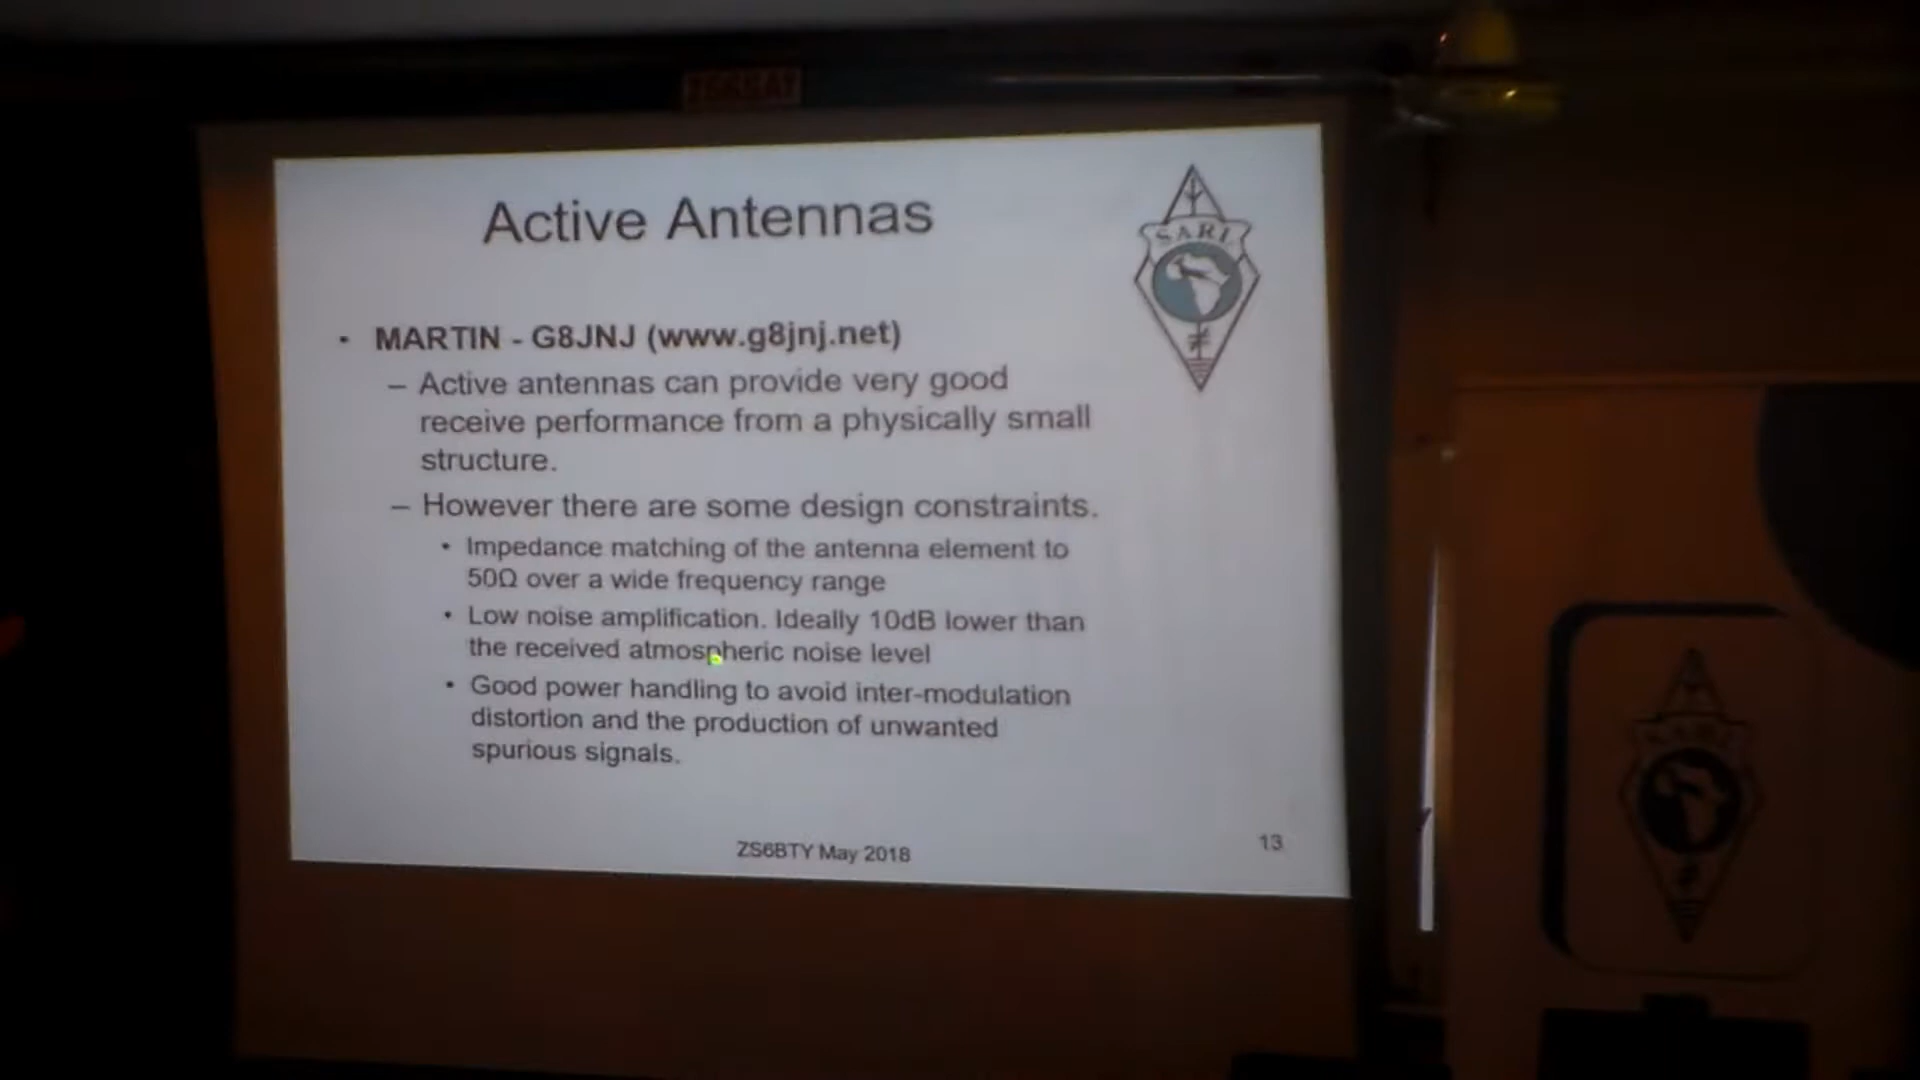 ZS6SAT
Active Antennas
SARL
• MARTIN - G8JNJ (www.g8jnj.net)
– Active antennas can provide very good
receive performance from a physically small
structure.
– However there are some design constraints.
• Impedance matching of the antenna element to
50Ω over a wide frequency range
• Low noise amplification. Ideally 10dB lower than
the received atmospheric noise level
• Good power handling to avoid inter-modulation
distortion and the production of unwanted
spurious signals.
ZS6BTY May 2018
13
SARL